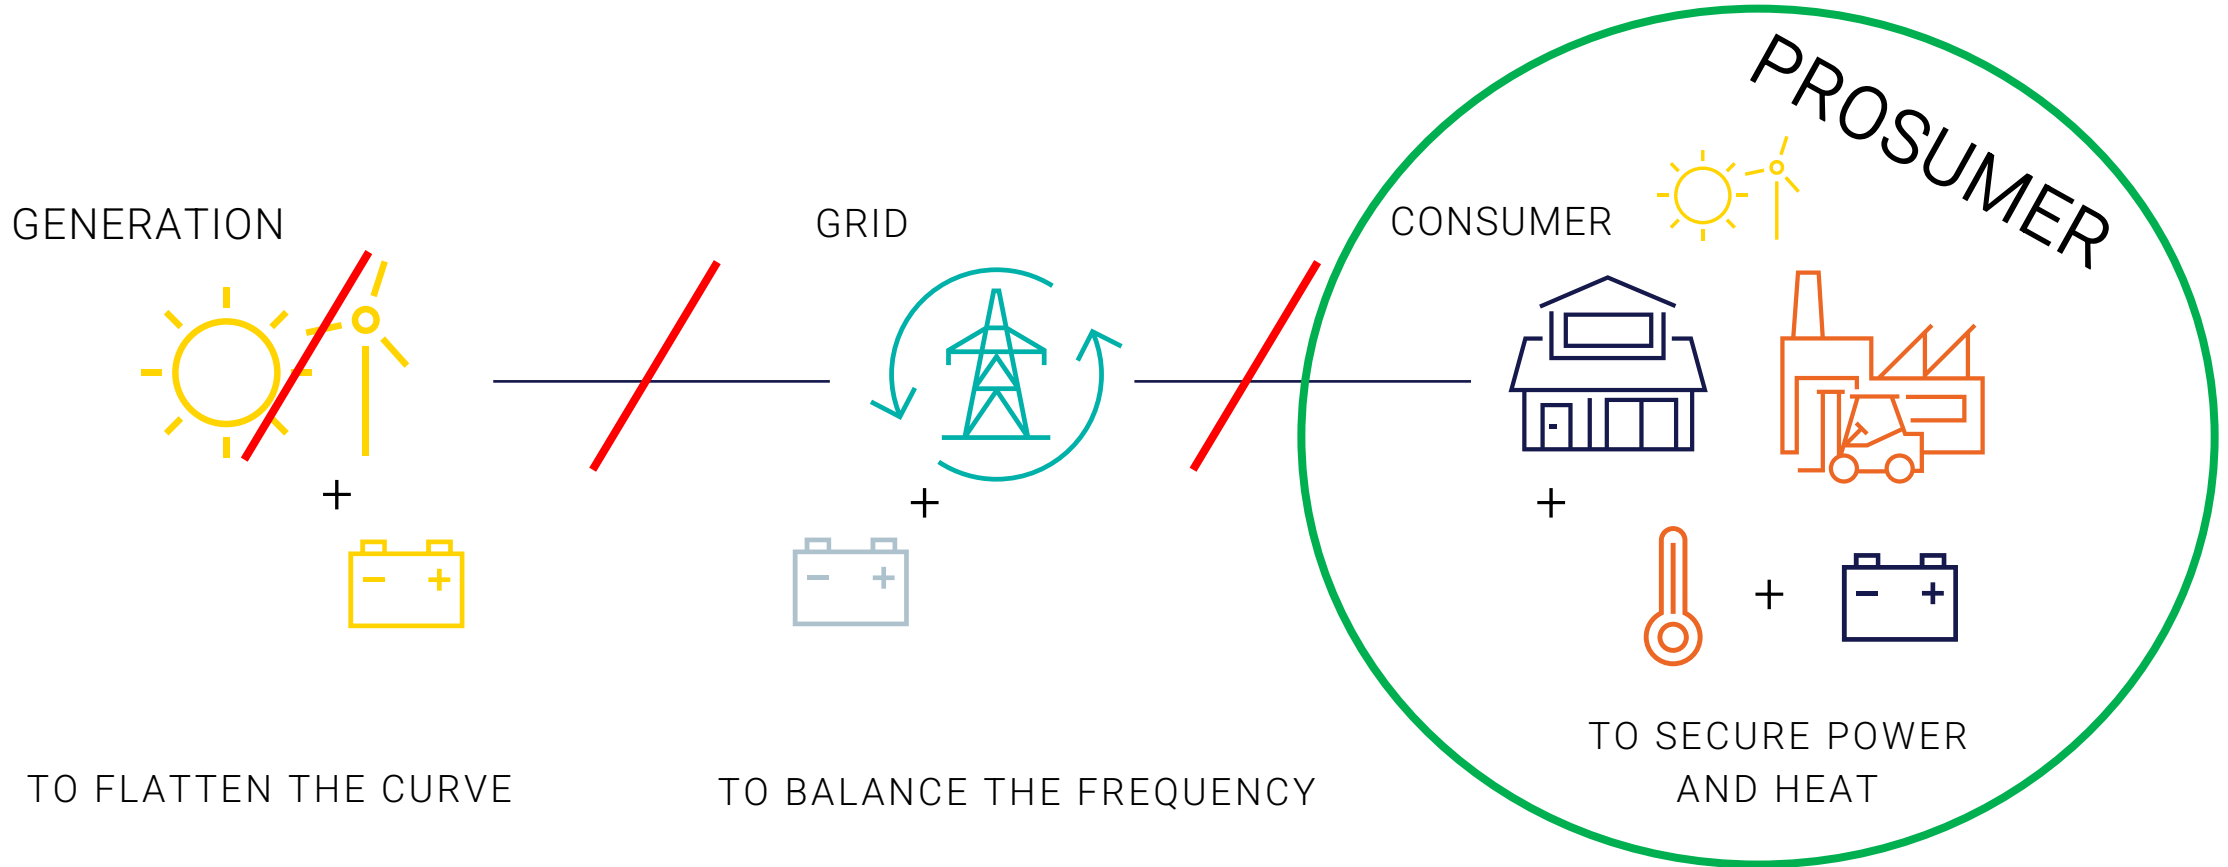 PROSUMER
GENERATION
GRID
CONSUMER
TO FLATTEN THE CURVE
TO BALANCE THE FREQUENCY
TO SECURE POWER
AND HEAT